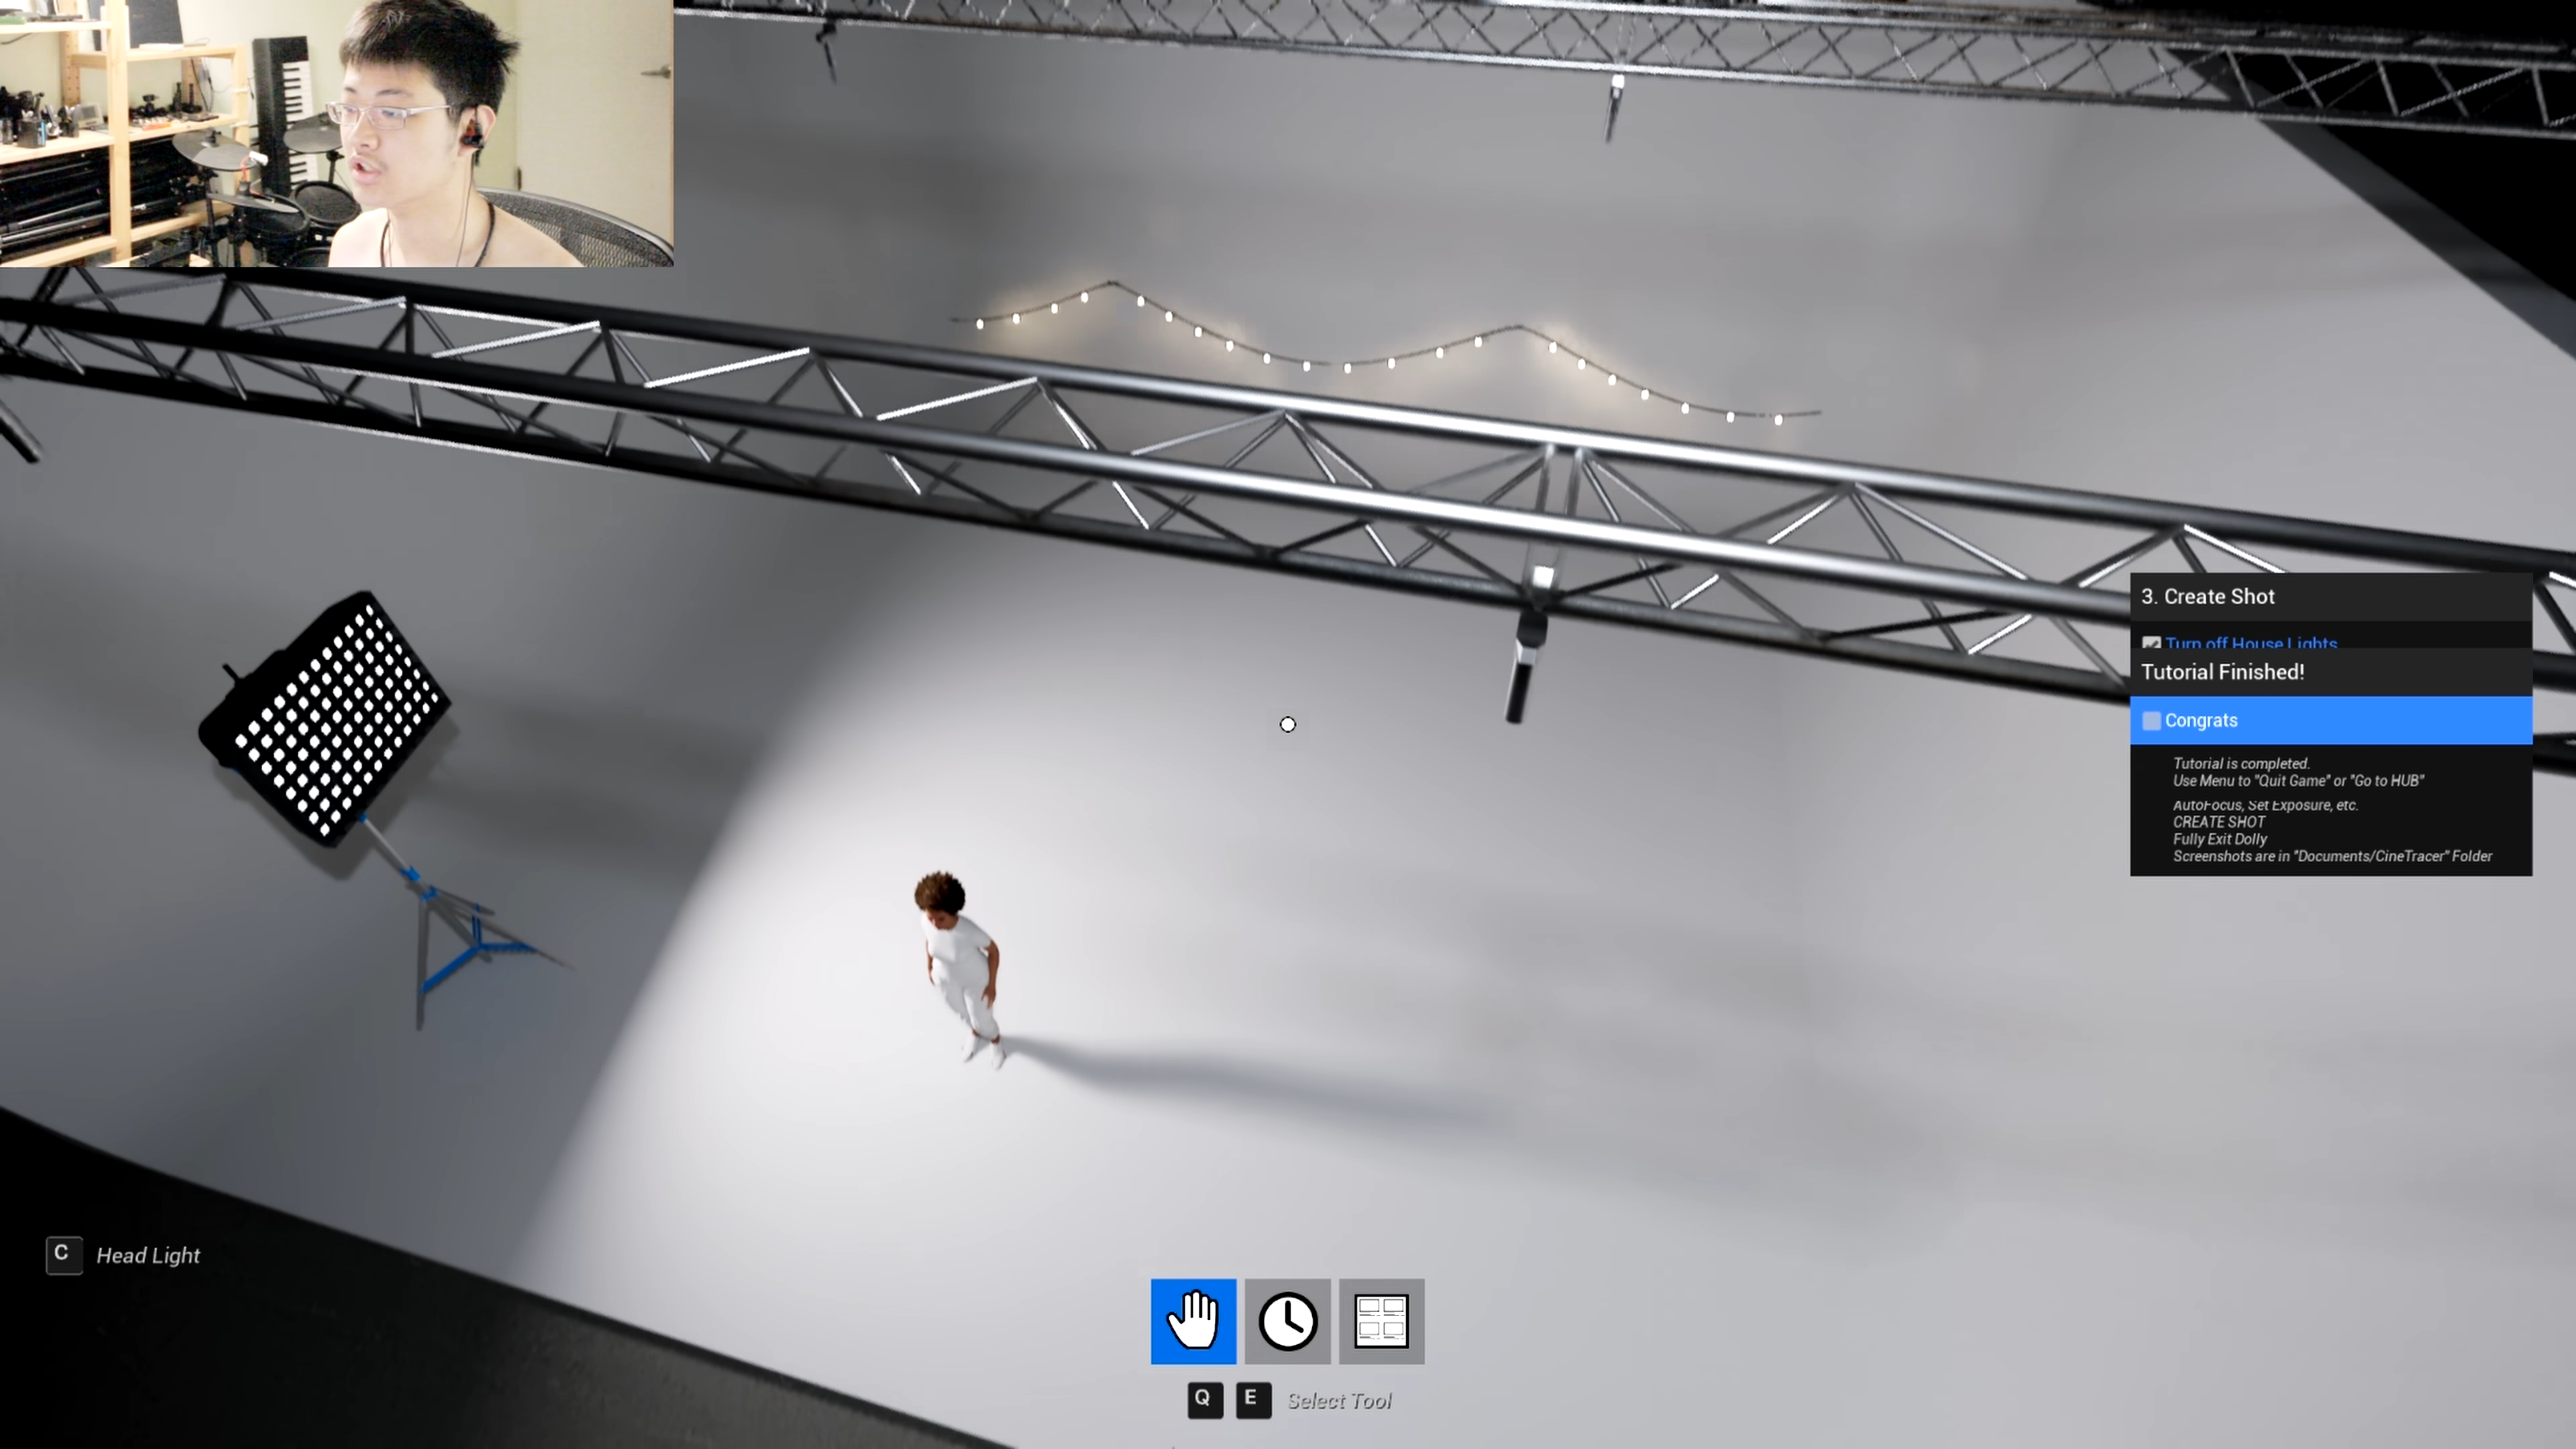 3. Create Shot
Turn off House Lights
Tutorial Finished!
Congrats
Tutorial is completed.
Use Menu to "Quit Game" or "Go to HUB"
AutoFocus, Set Exposure, etc.
CREATE SHOT
Fully Exit Dolly
Screenshots are in "Documents/CineTracer" Folder
C Head Light
Q E Select Tool